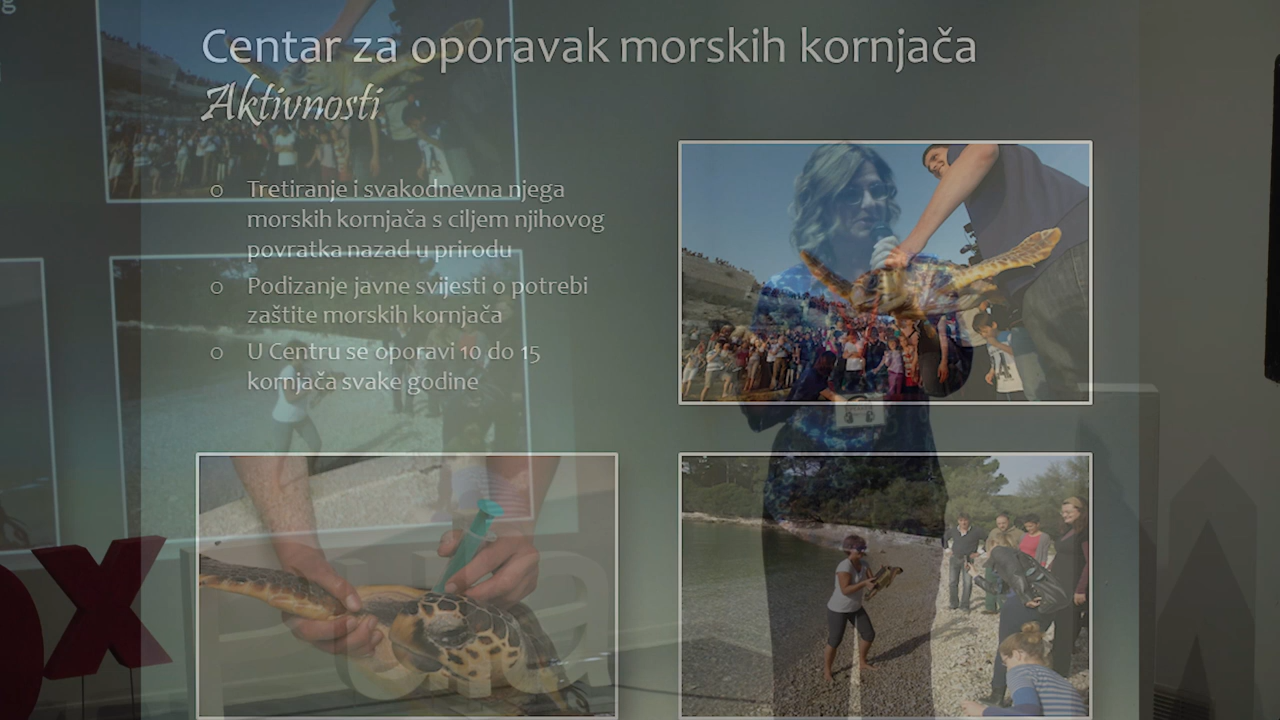 Centar za oporavak morskih kornjača
Aktivnosti
o Tretiranje i svakodnevna njega
morskih kornjača s ciljem njihovog
povratka nazad u prirodu
o Podizanje javne svijesti o potrebi
zaštite morskih kornjača
o U Centru se oporavi 10 do 15
kornjača svake godine
X